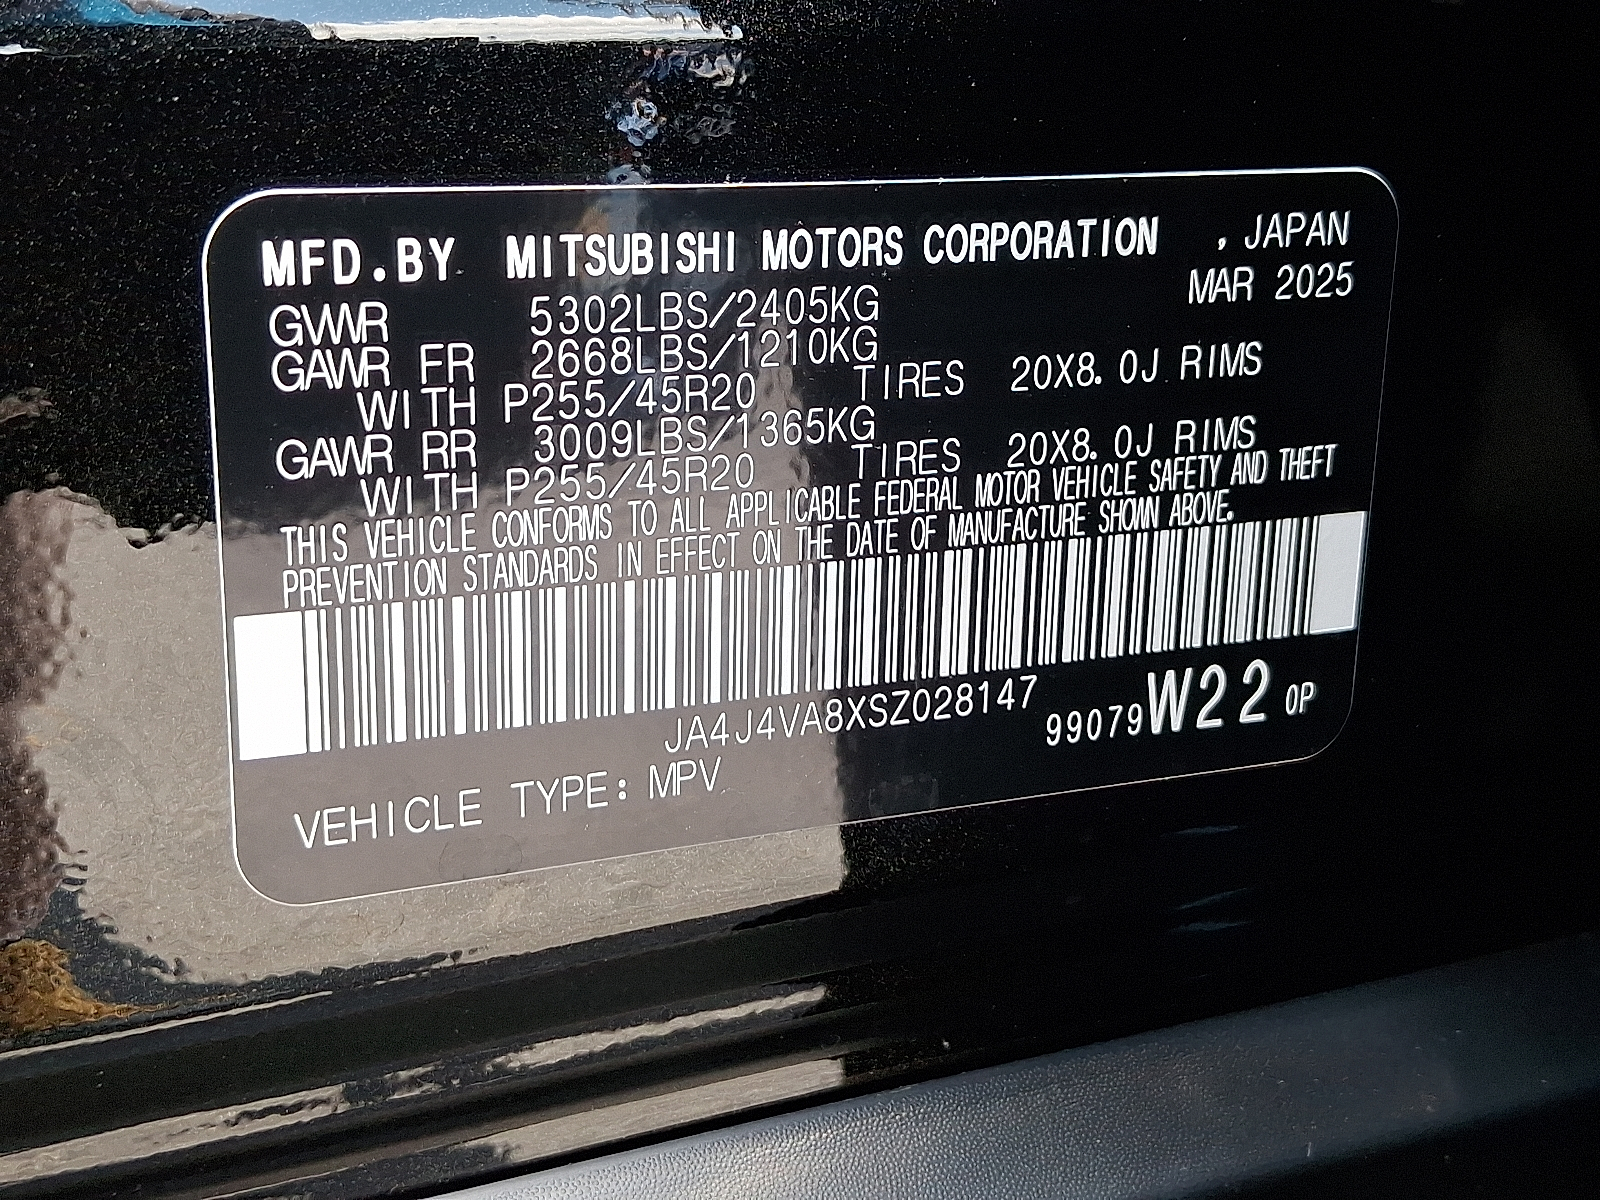 MFD.BY MITSUBISHI MOTORS CORPORATION , JAPAN
MAR 2025
GVWR 5302LBS/2405KG
GAWR FR 2668LBS/1210KG
WITH P255/45R20 TIRES 20X8.0J RIMS
GAWR RR 3009LBS/1365KG
WITH P255/45R20 TIRES 20X8.0J RIMS
THIS VEHICLE CONFORMS TO ALL APPLICABLE FEDERAL MOTOR VEHICLE SAFETY AND THEFT
PREVENTION STANDARDS IN EFFECT ON THE DATE OF MANUFACTURE SHOWN ABOVE.
JA4J4VA8XSZ028147
99079W22 0P
VEHICLE TYPE: MPV